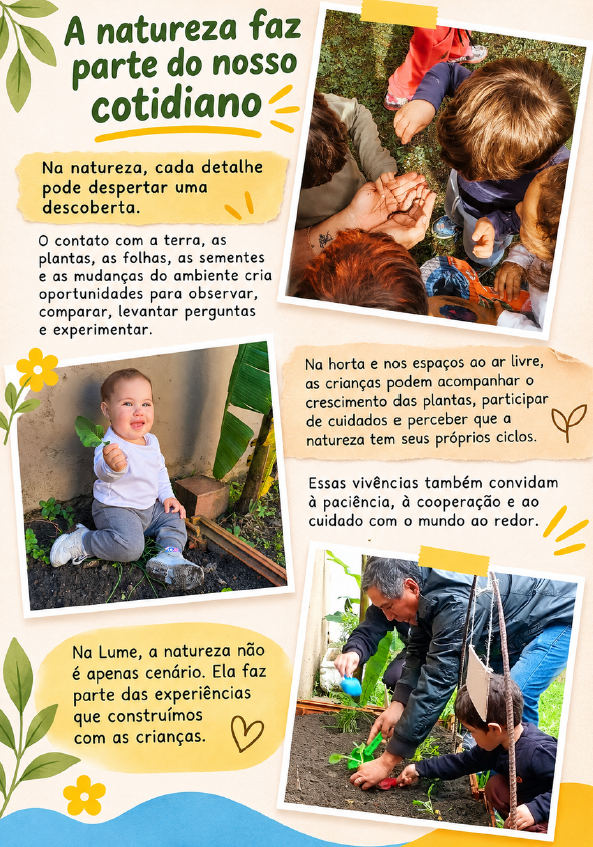 A natureza faz
parte do nosso
cotidiano
Na natureza, cada detalhe
pode despertar uma
descoberta.
O contato com a terra, as
plantas, as folhas, as sementes
e as mudanças do ambiente cria
oportunidades para observar,
comparar, levantar perguntas
e experimentar.
Na horta e nos espaços ao ar livre,
as crianças podem acompanhar o
crescimento das plantas, participar
de cuidados e perceber que a
natureza tem seus próprios ciclos.
Essas vivências também convidam
à paciência, à cooperação e ao
cuidado com o mundo ao redor.
Na Lume, a natureza não
é apenas cenário. Ela faz
parte das experiências
que construímos
com as crianças.